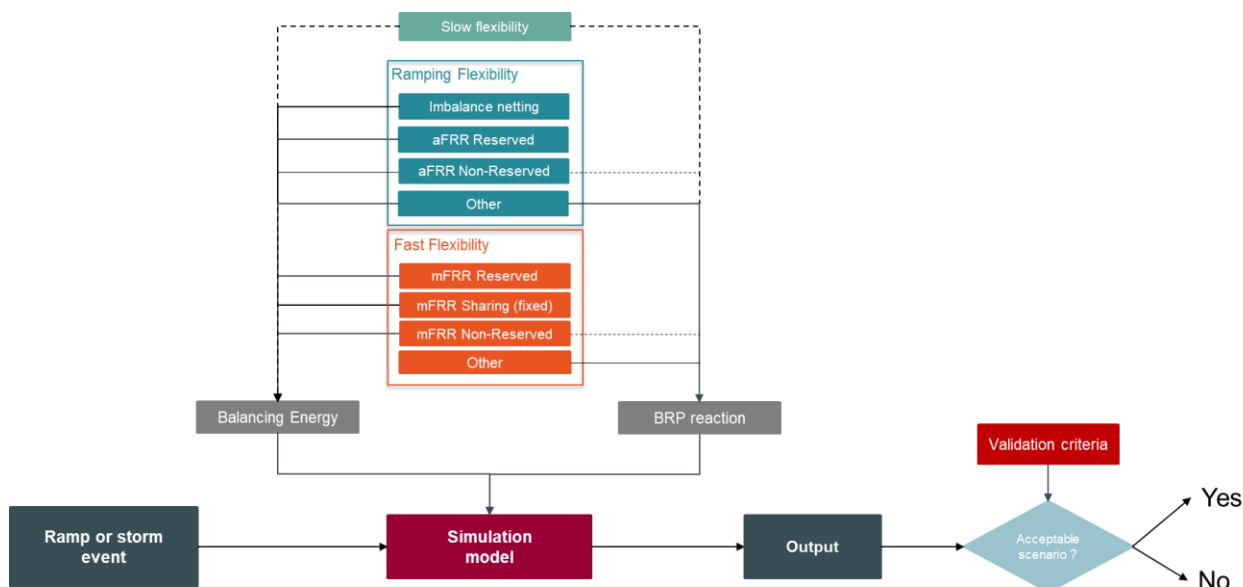 Slow flexibility
Ramping Flexibility
Imbalance netting
aFRR Reserved
aFRR Non-Reserved
Other
Fast Flexibility
mFRR Reserved
mFRR Sharing (fixed)
mFRR Non-Reserved
Other
Balancing Energy
BRP reaction
Validation criteria
Ramp or storm
event
Simulation
model
Output
Acceptable
scenario ?
Yes
No